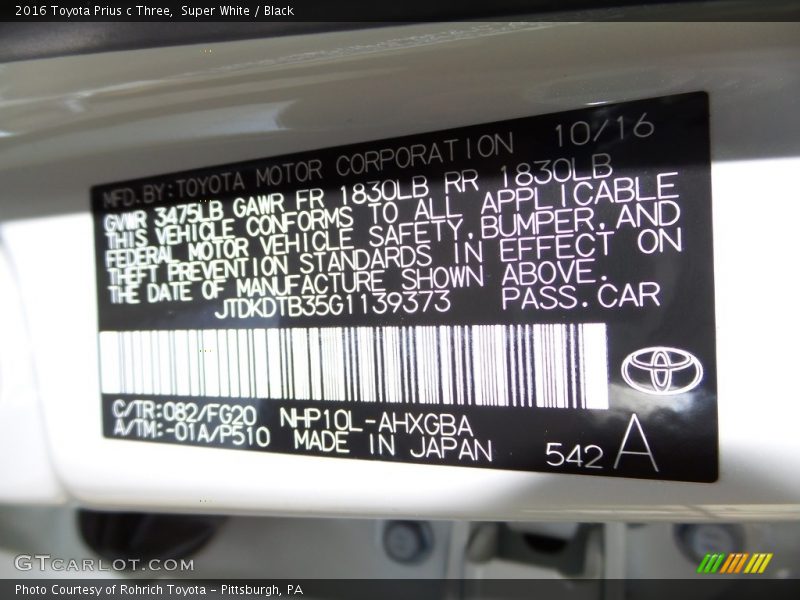 2016 Toyota Prius c Three, Super White / Black
MFD.BY:TOYOTA MOTOR CORPORATION 10/16
GVWR 3475LB GAWR FR 1830LB RR 1830LB
THIS VEHICLE CONFORMS TO ALL APPLICABLE
FEDERAL MOTOR VEHICLE SAFETY,BUMPER,AND
THEFT PREVENTION STANDARDS IN EFFECT ON
THE DATE OF MANUFACTURE SHOWN ABOVE.
JTDKDTB35G1139373 PASS.CAR
C/TR:082/FG20 NHP10L-AHXGBA
A/TM:-01A/P510 MADE IN JAPAN 542 A
GTCARLOT.COM
Photo Courtesy of Rohrich Toyota - Pittsburgh, PA